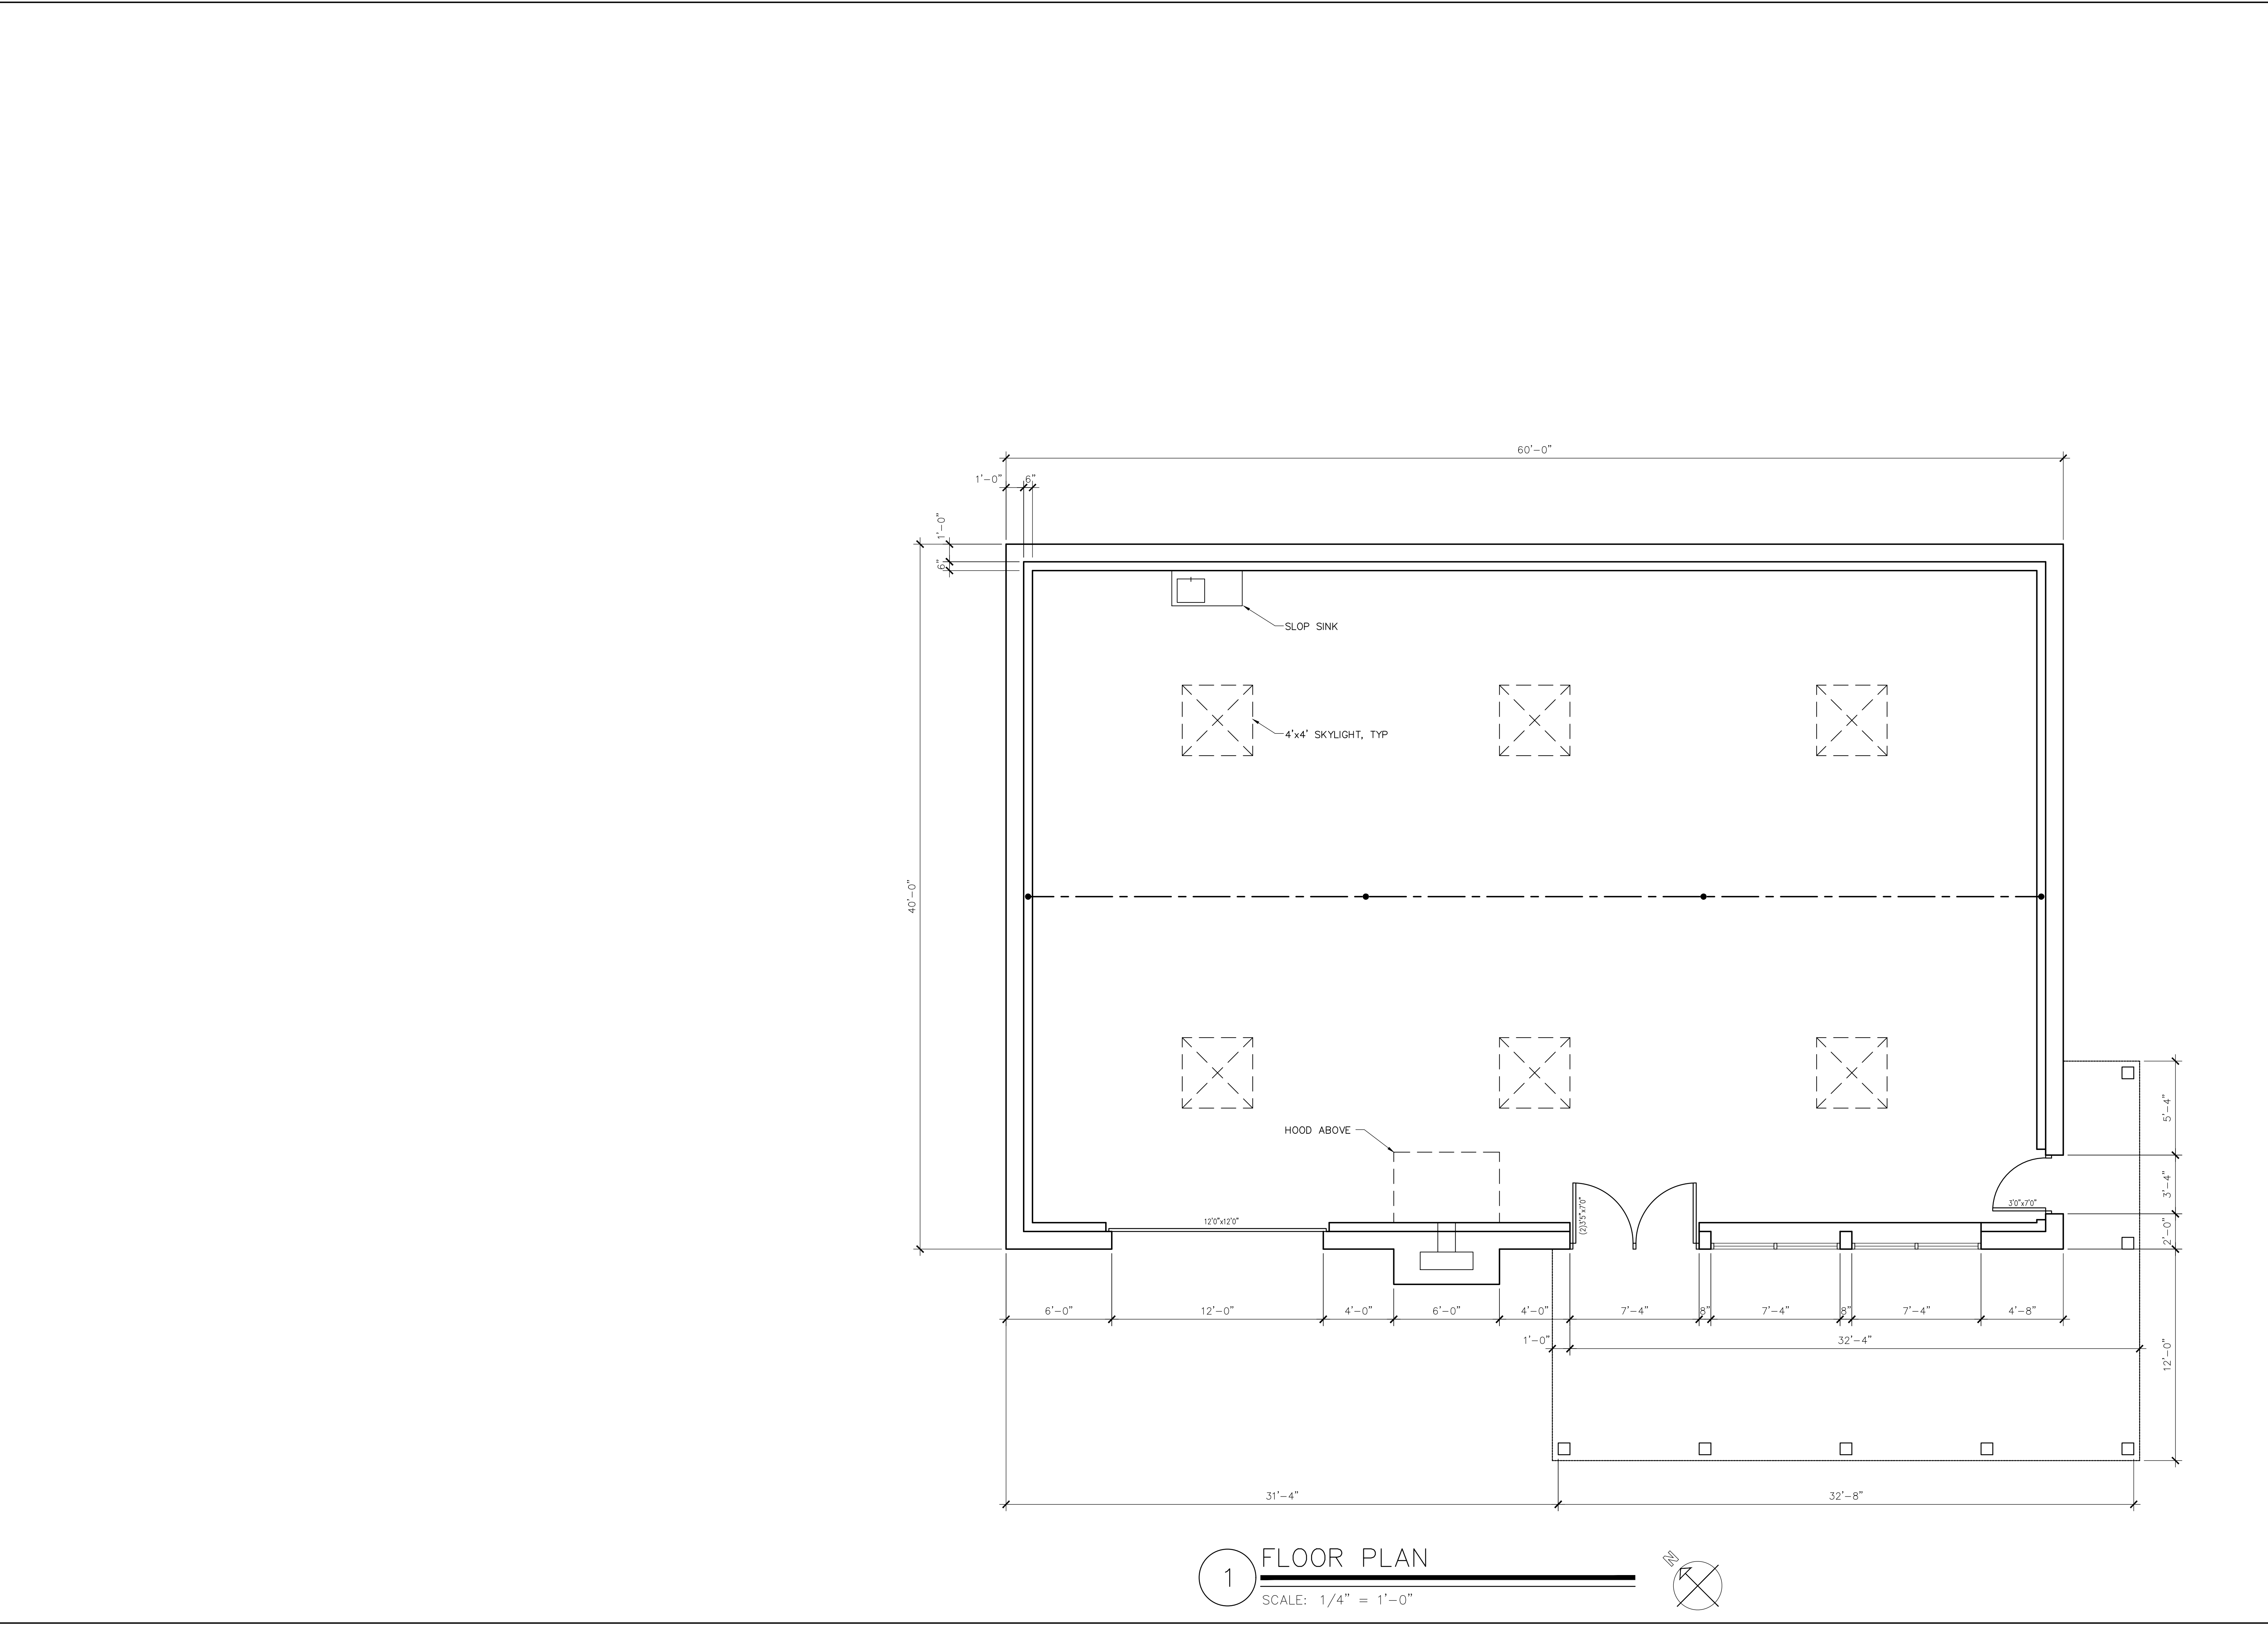 60'-0"
1'-0"
6"
1'-0"
6"
40'-0"
SLOP SINK
4'x4' SKYLIGHT, TYP
HOOD ABOVE
12'0"x12'0"
(2)3'5"x7'0"
3'0"x7'0"
5'-4"
3'-4"
2'-0"
12'-0"
6'-0"
12'-0"
4'-0"
6'-0"
4'-0"
7'-4"
8"
7'-4"
8"
7'-4"
4'-8"
1'-0"
32'-4"
31'-4"
32'-8"
1
FLOOR PLAN
SCALE: 1/4" = 1'-0"
N